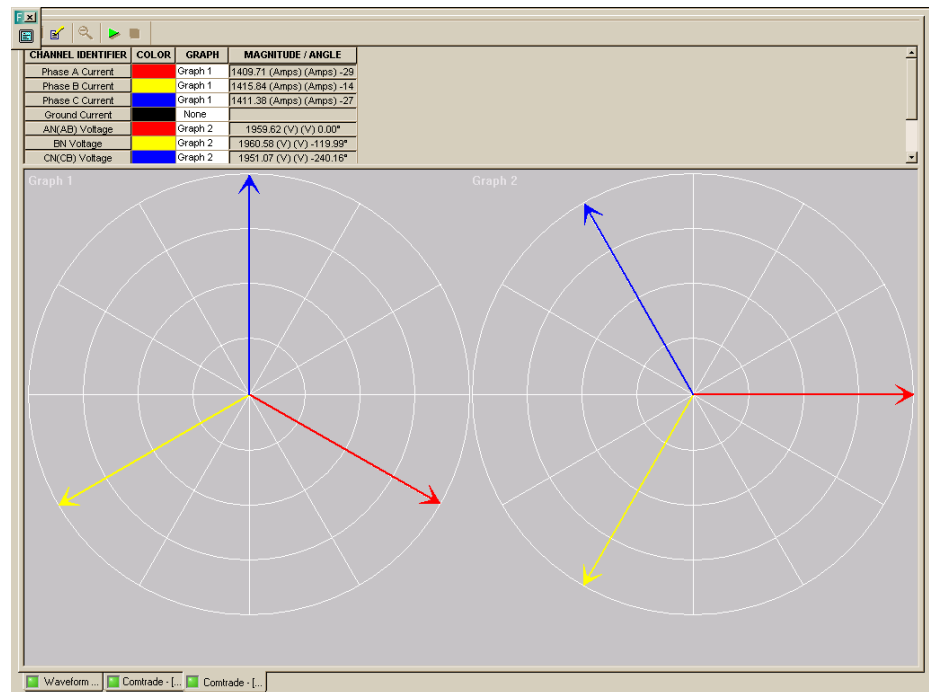 F
CHANNEL IDENTIFIER COLOR GRAPH MAGNITUDE / ANGLE
Phase A Current Graph 1 1409.71 (Amps) (Amps) -29
Phase B Current Graph 1 1415.84 (Amps) (Amps) -14
Phase C Current Graph 1 1411.38 (Amps) (Amps) -27
Ground Current None
AN(AB) Voltage Graph 2 1959.62 (V) (V) 0.00°
BN Voltage Graph 2 1960.58 (V) (V) -119.99°
CN(CB) Voltage Graph 2 1951.07 (V) (V) -240.16°
Graph 1 Graph 2
Waveform ... Comtrade - [... Comtrade - [...